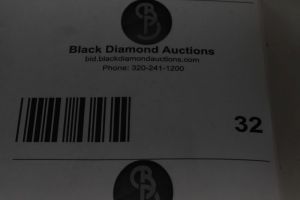 Black Diamond Auctions
bid.blackdiamondauctions.com
Phone: 320-241-1200
32